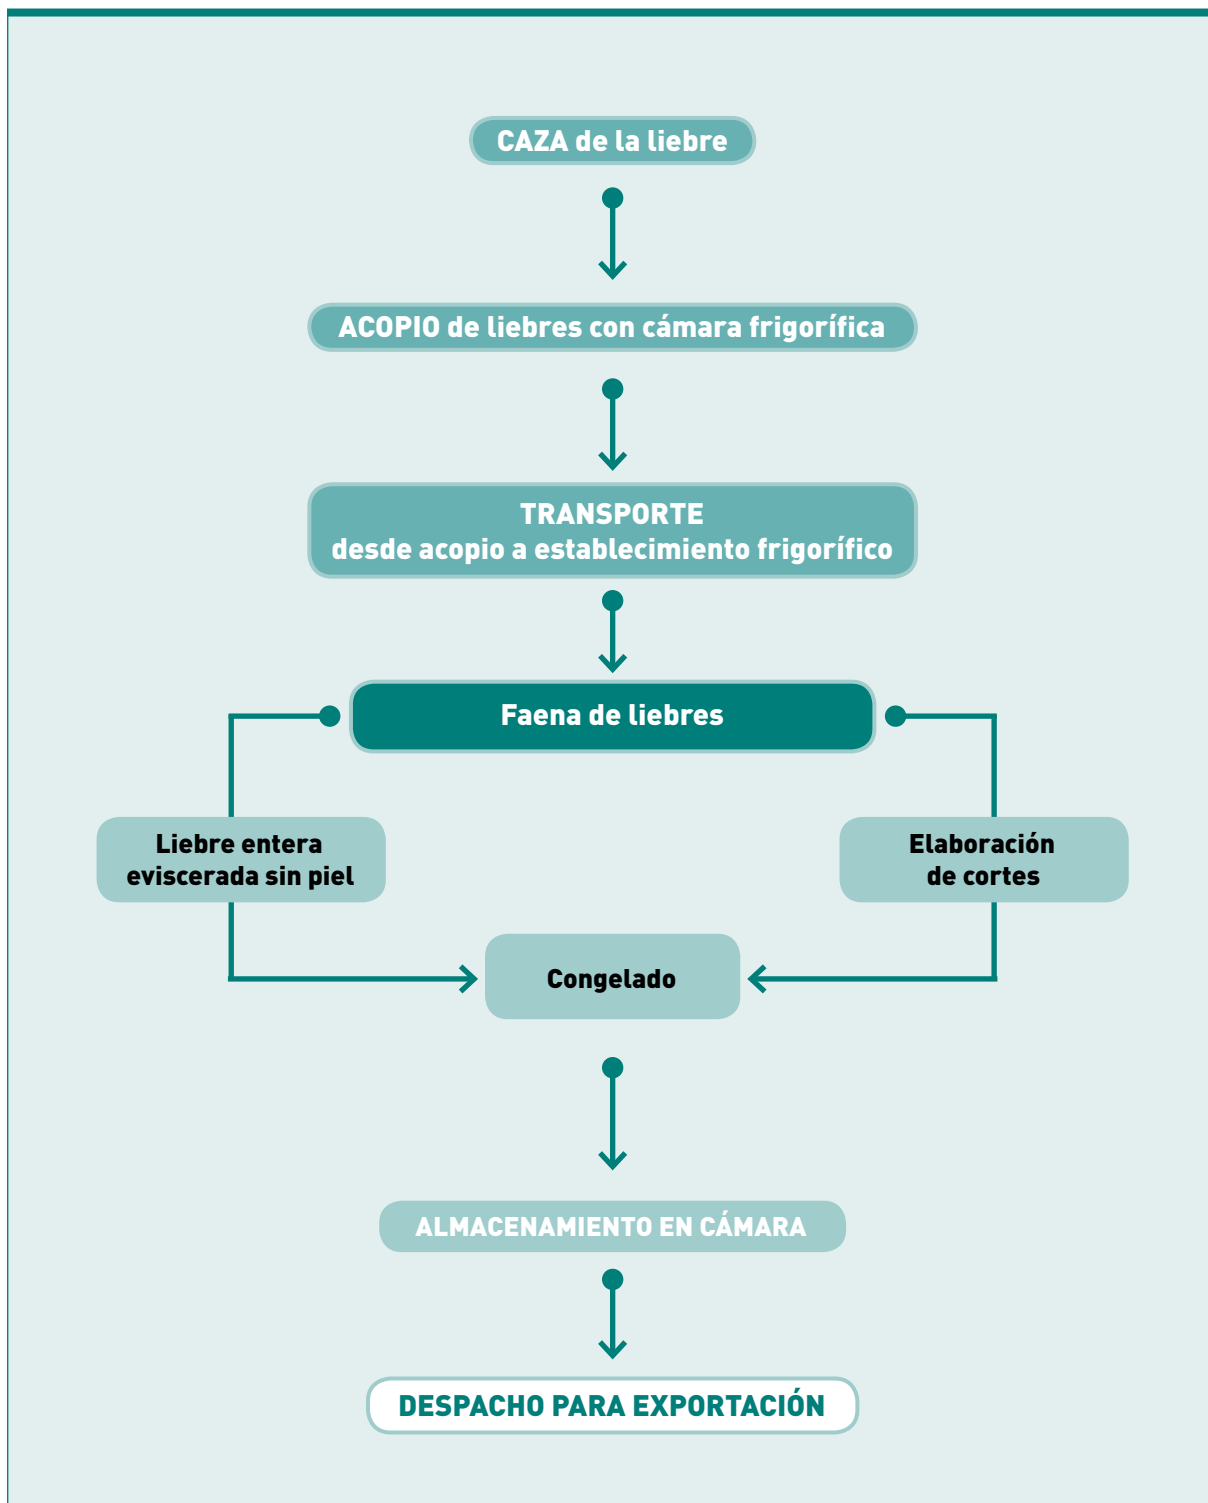 CAZA de la liebre
ACOPIO de liebres con cámara frigorífica
TRANSPORTE
desde acopio a establecimiento frigorífico
Faena de liebres
Liebre entera
eviscerada sin piel
Elaboración
de cortes
Congelado
ALMACENAMIENTO EN CÁMARA
DESPACHO PARA EXPORTACIÓN